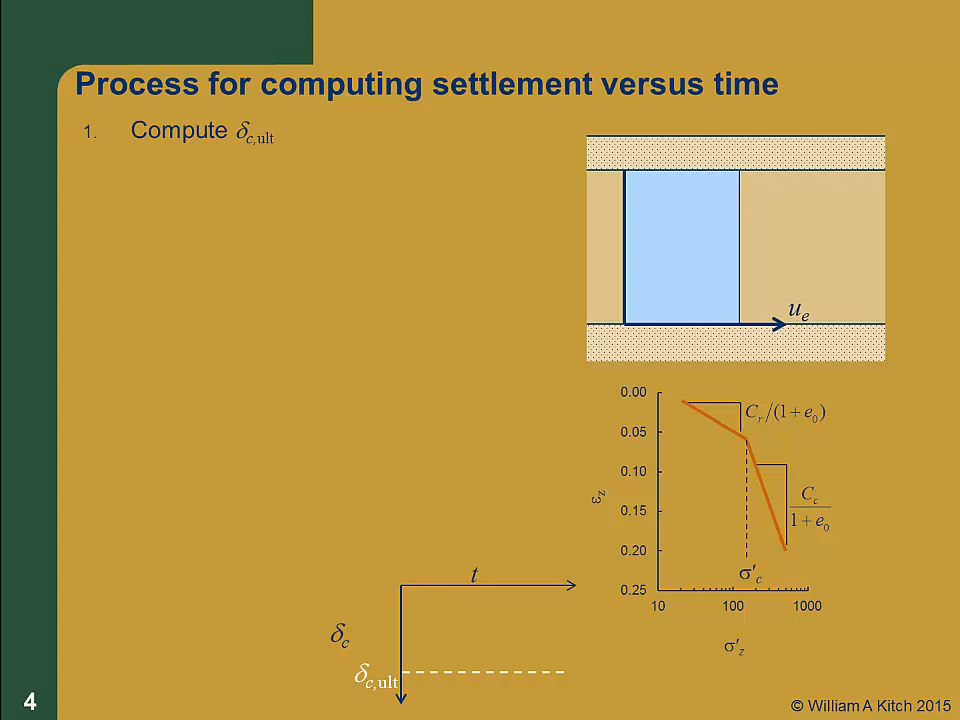 Process for computing settlement versus time
1. Compute δc,ult
ue
0.00
0.05
0.10
0.15
0.20
0.25
εz
Cr/(1 + e0)
Cc
1 + e0
σ′c
10 100 1000
σ′z
t
δc
δc,ult
4
© William A Kitch 2015